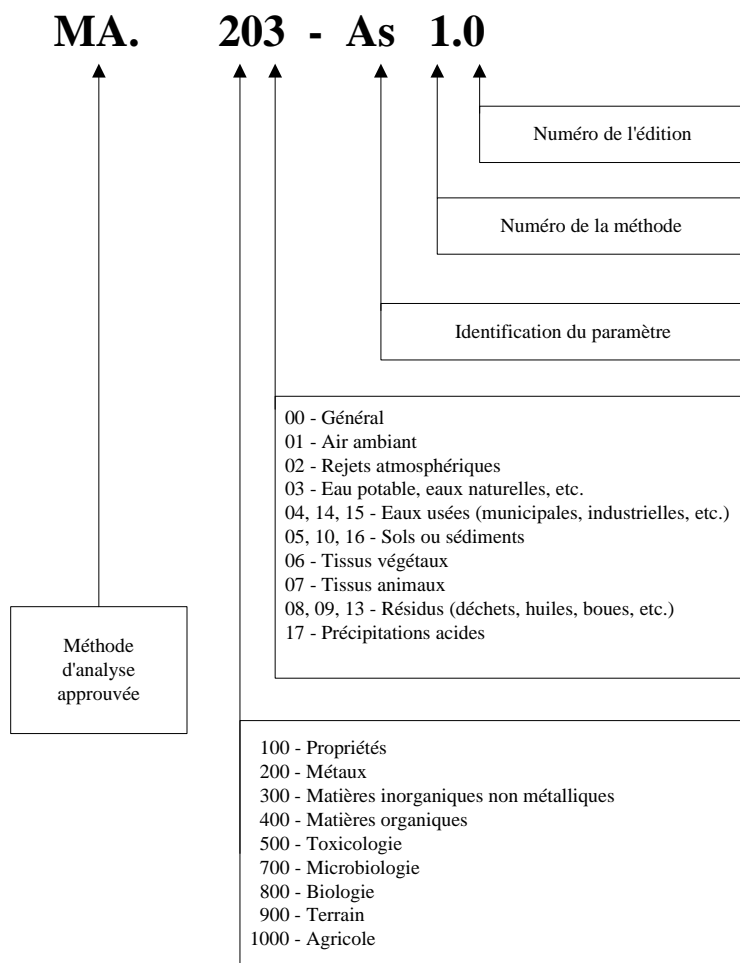 MA. 203 - As 1.0
Numéro de l'édition
Numéro de la méthode
Identification du paramètre
00 - Général
01 - Air ambiant
02 - Rejets atmosphériques
03 - Eau potable, eaux naturelles, etc.
04, 14, 15 - Eaux usées (municipales, industrielles, etc.)
05, 10, 16 - Sols ou sédiments
06 - Tissus végétaux
07 - Tissus animaux
08, 09, 13 - Résidus (déchets, huiles, boues, etc.)
17 - Précipitations acides
Méthode
d'analyse
approuvée
100 - Propriétés
200 - Métaux
300 - Matières inorganiques non métalliques
400 - Matières organiques
500 - Toxicologie
700 - Microbiologie
800 - Biologie
900 - Terrain
1000 - Agricole